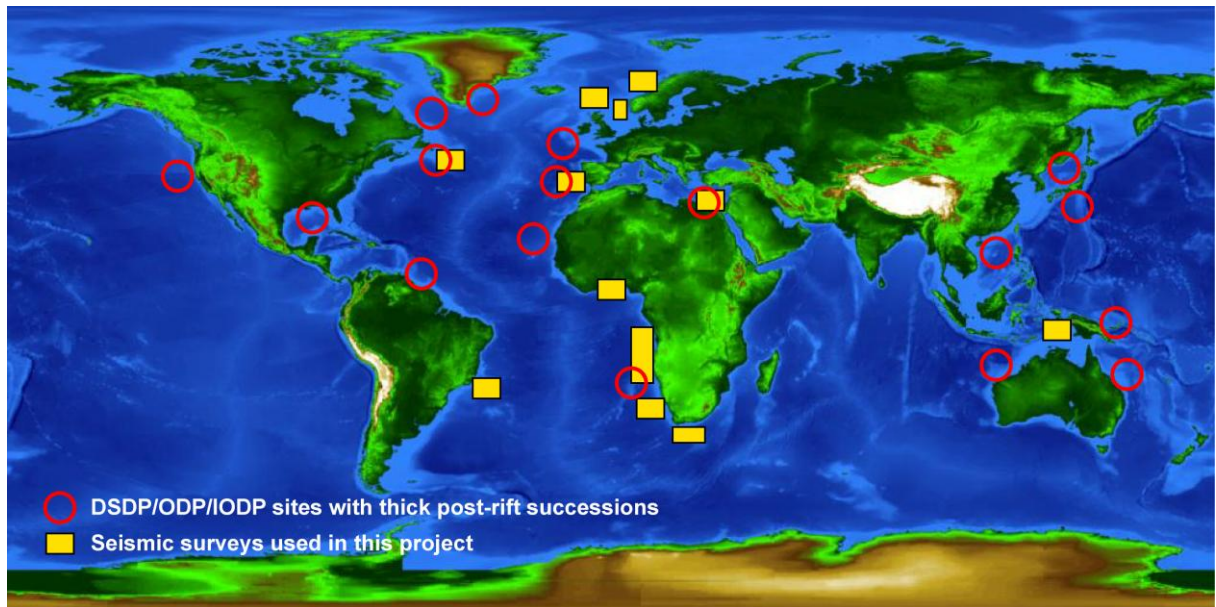 DSDP/ODP/IODP sites with thick post-rift successions
Seismic surveys used in this project